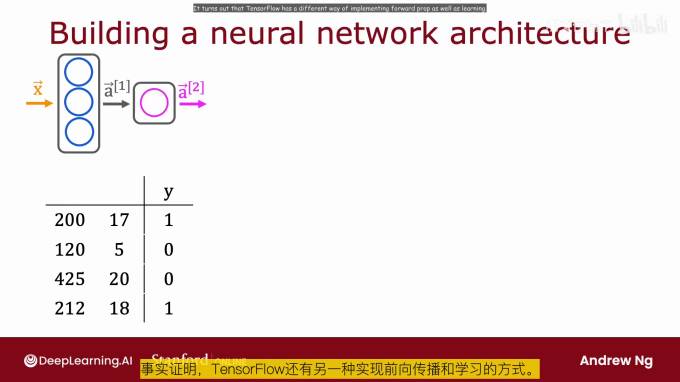 It turns out that TensorFlow has a different way of implementing forward prop as well as learning
Building a neural network architecture
x⃗ a⃗[1] a⃗[2]
y
200 17 1
120 5 0
425 20 0
212 18 1
DeepLearning.AI Stanford ONLINE Andrew Ng
事实证明，TensorFlow还有另一种实现前向传播和学习的方式。